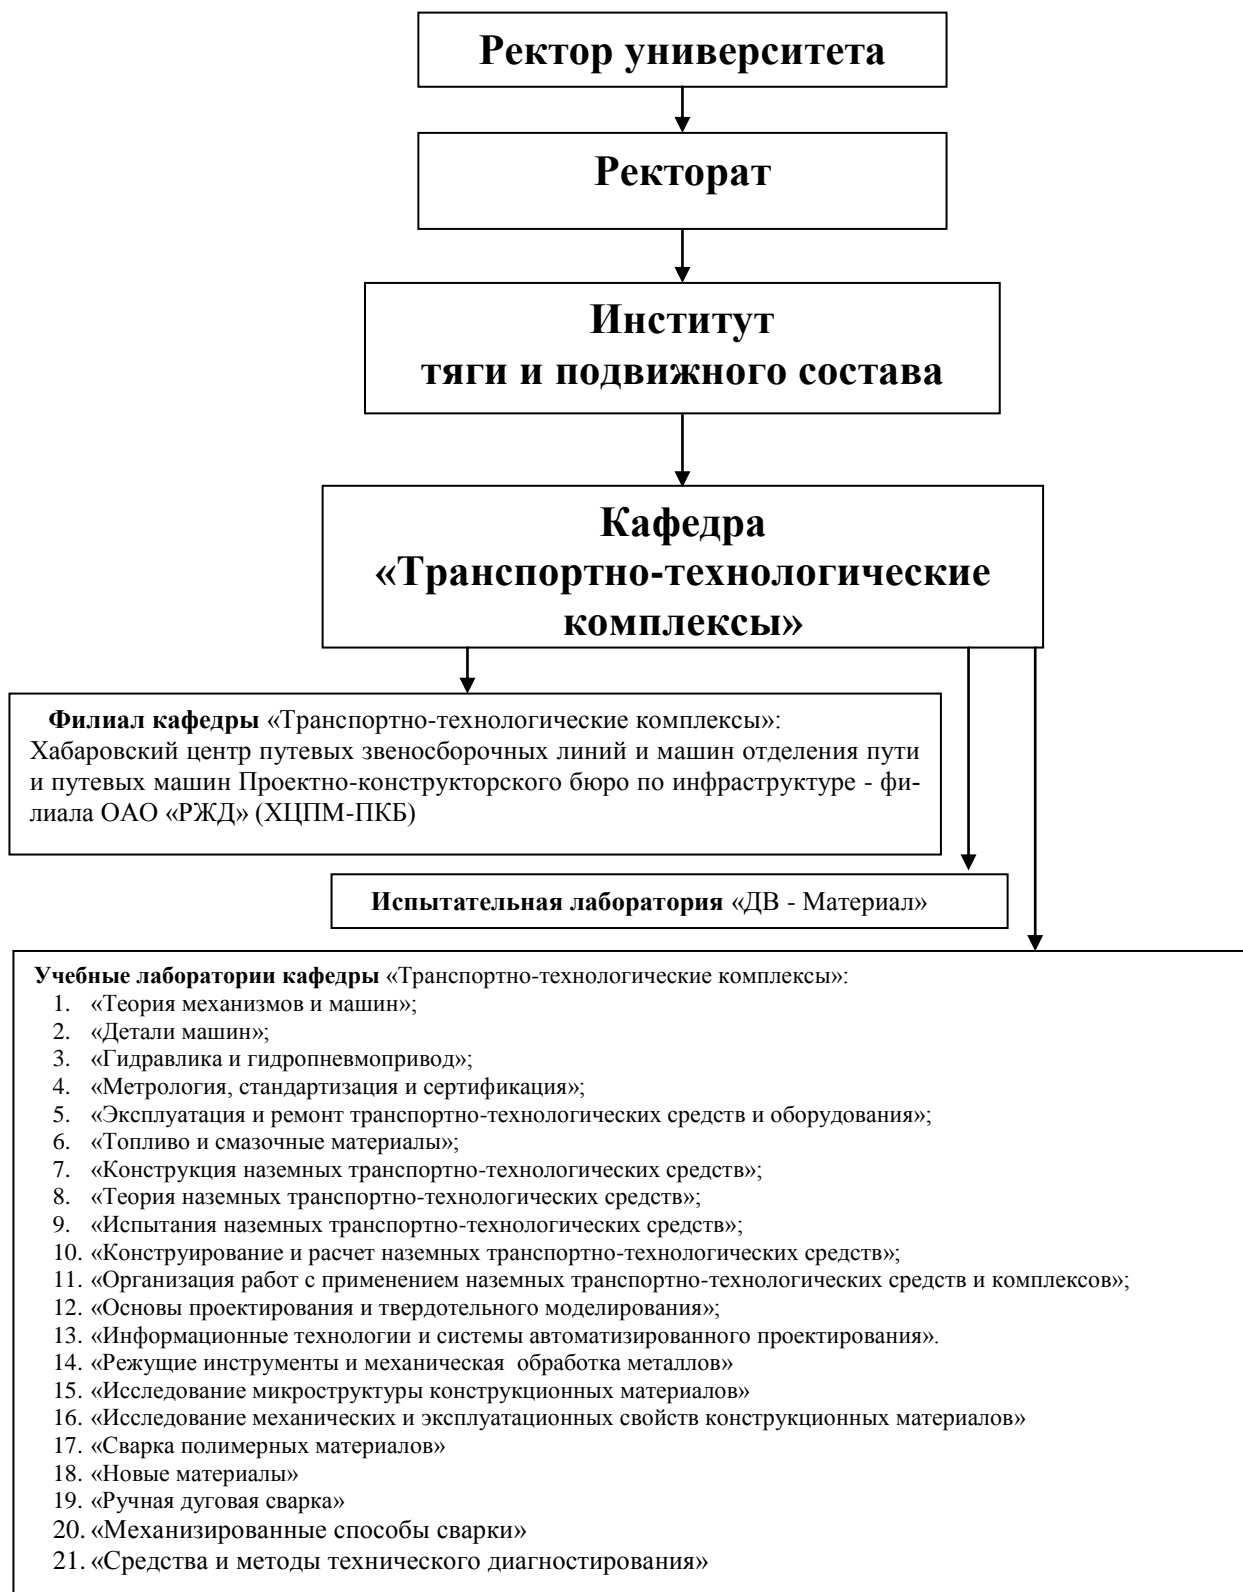 Ректор университета
Ректорат
Институт
тяги и подвижного состава
Кафедра
«Транспортно-технологические
комплексы»
Филиал кафедры «Транспортно-технологические комплексы»:
Хабаровский центр путевых звеносборочных линий и машин отделения пути
и путевых машин Проектно-конструкторского бюро по инфраструктуре - фи-
лиала ОАО «РЖД» (ХЦПМ-ПКБ)
Испытательная лаборатория «ДВ - Материал»
Учебные лаборатории кафедры «Транспортно-технологические комплексы»:
1. «Теория механизмов и машин»;
2. «Детали машин»;
3. «Гидравлика и гидропневмопривод»;
4. «Метрология, стандартизация и сертификация»;
5. «Эксплуатация и ремонт транспортно-технологических средств и оборудования»;
6. «Топливо и смазочные материалы»;
7. «Конструкция наземных транспортно-технологических средств»;
8. «Теория наземных транспортно-технологических средств»;
9. «Испытания наземных транспортно-технологических средств»;
10. «Конструирование и расчет наземных транспортно-технологических средств»;
11. «Организация работ с применением наземных транспортно-технологических средств и комплексов»;
12. «Основы проектирования и твердотельного моделирования»;
13. «Информационные технологии и системы автоматизированного проектирования».
14. «Режущие инструменты и механическая обработка металлов»
15. «Исследование микроструктуры конструкционных материалов»
16. «Исследование механических и эксплуатационных свойств конструкционных материалов»
17. «Сварка полимерных материалов»
18. «Новые материалы»
19. «Ручная дуговая сварка»
20. «Механизированные способы сварки»
21. «Средства и методы технического диагностирования»